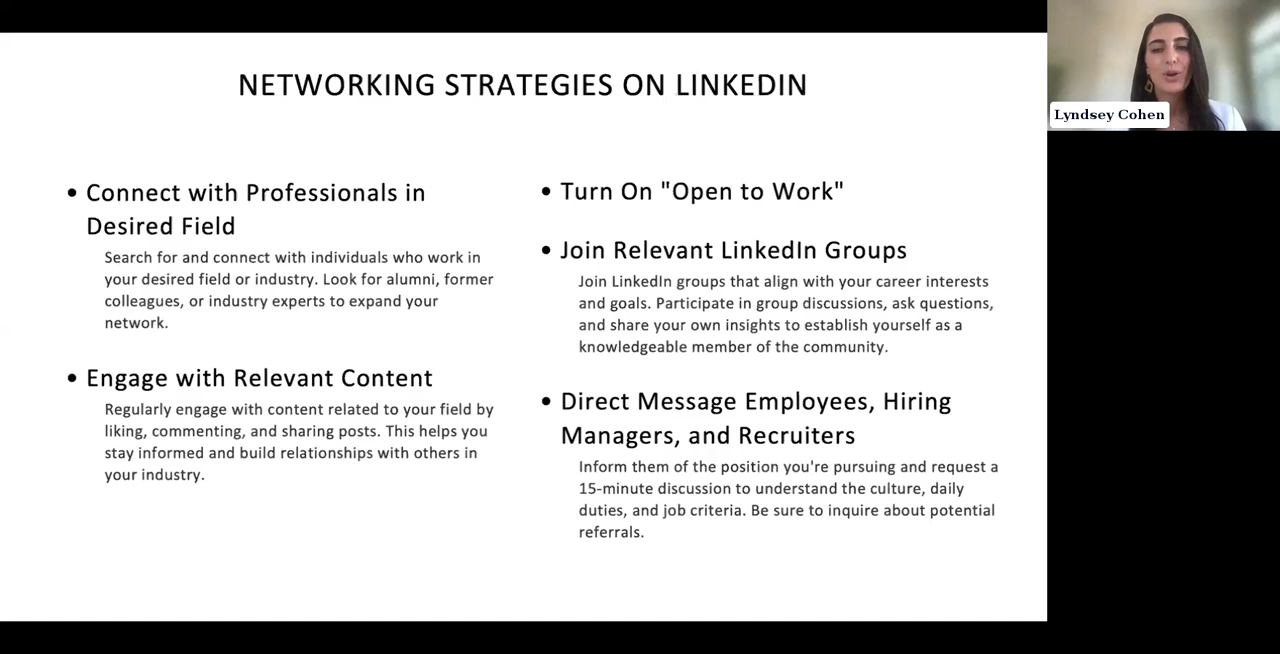 NETWORKING STRATEGIES ON LINKEDIN
• Connect with Professionals in
Desired Field
Search for and connect with individuals who work in
your desired field or industry. Look for alumni, former
colleagues, or industry experts to expand your
network.
• Engage with Relevant Content
Regularly engage with content related to your field by
liking, commenting, and sharing posts. This helps you
stay informed and build relationships with others in
your industry.
• Turn On "Open to Work"
• Join Relevant LinkedIn Groups
Join LinkedIn groups that align with your career interests
and goals. Participate in group discussions, ask questions,
and share your own insights to establish yourself as a
knowledgeable member of the community.
• Direct Message Employees, Hiring
Managers, and Recruiters
Inform them of the position you're pursuing and request a
15-minute discussion to understand the culture, daily
duties, and job criteria. Be sure to inquire about potential
referrals.
Lyndsey Cohen